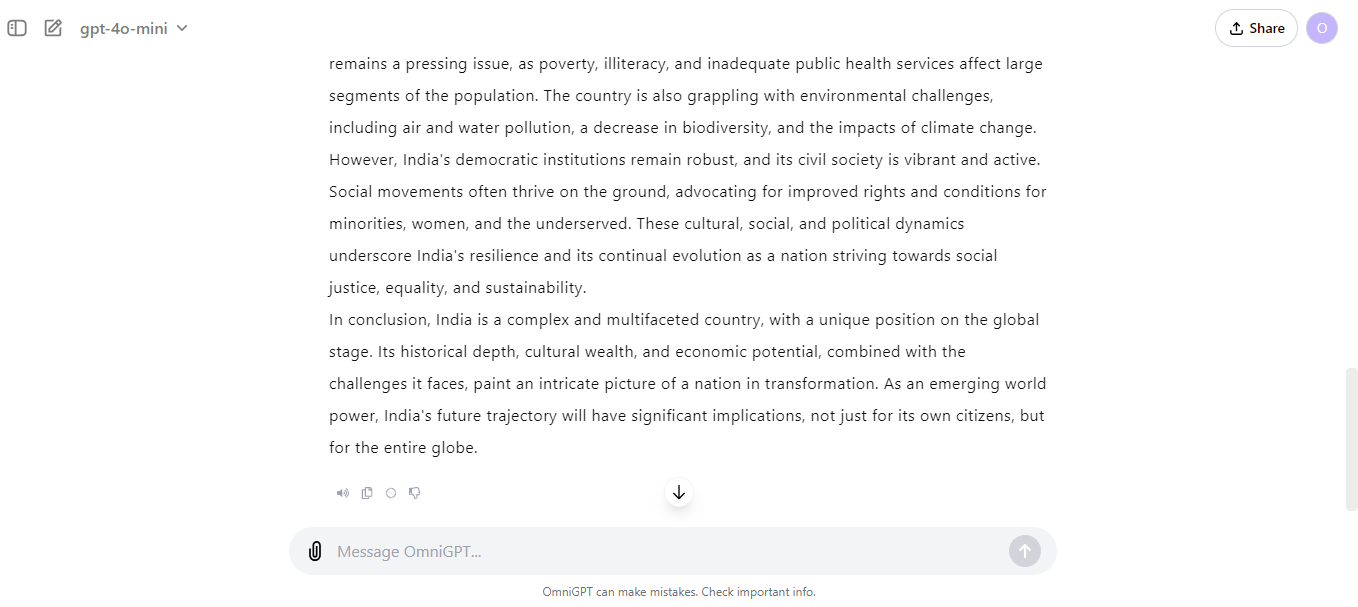 gpt-4o-mini
Share
O
remains a pressing issue, as poverty, illiteracy, and inadequate public health services affect large
segments of the population. The country is also grappling with environmental challenges,
including air and water pollution, a decrease in biodiversity, and the impacts of climate change.
However, India's democratic institutions remain robust, and its civil society is vibrant and active.
Social movements often thrive on the ground, advocating for improved rights and conditions for
minorities, women, and the underserved. These cultural, social, and political dynamics
underscore India's resilience and its continual evolution as a nation striving towards social
justice, equality, and sustainability.
In conclusion, India is a complex and multifaceted country, with a unique position on the global
stage. Its historical depth, cultural wealth, and economic potential, combined with the
challenges it faces, paint an intricate picture of a nation in transformation. As an emerging world
power, India's future trajectory will have significant implications, not just for its own citizens, but
for the entire globe.
Message OmniGPT...
OmniGPT can make mistakes. Check important info.